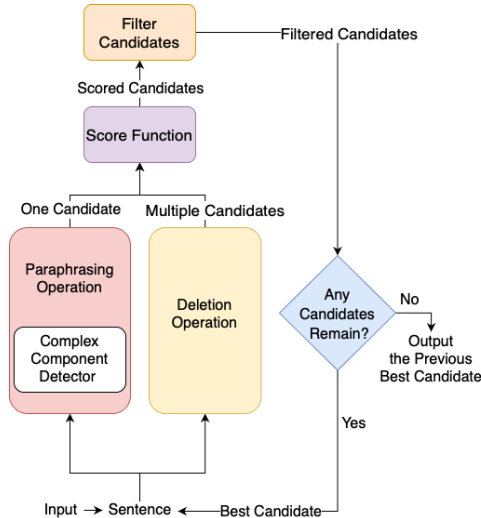 Filter
Candidates
Filtered Candidates
Scored Candidates
Score Function
One Candidate
Multiple Candidates
Paraphrasing
Operation
Complex
Component
Detector
Deletion
Operation
Any
Candidates
Remain?
No
Output
the Previous
Best Candidate
Yes
Input
Sentence
Best Candidate